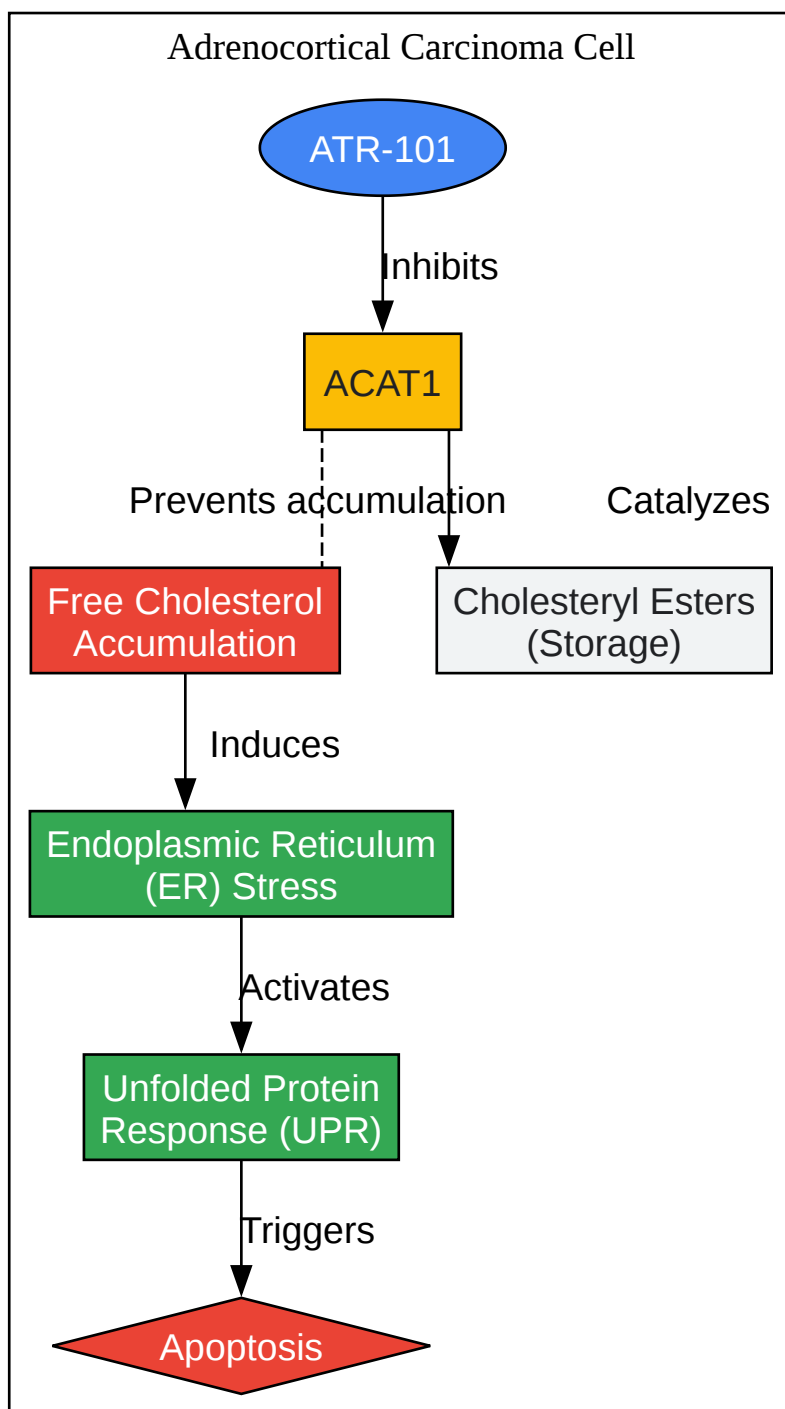 Adrenocortical Carcinoma Cell
ATR-101
Inhibits
ACAT1
Prevents accumulation
Catalyzes
Free Cholesterol
Accumulation
Cholesteryl Esters
(Storage)
Induces
Endoplasmic Reticulum
(ER) Stress
Activates
Unfolded Protein
Response (UPR)
Triggers
Apoptosis